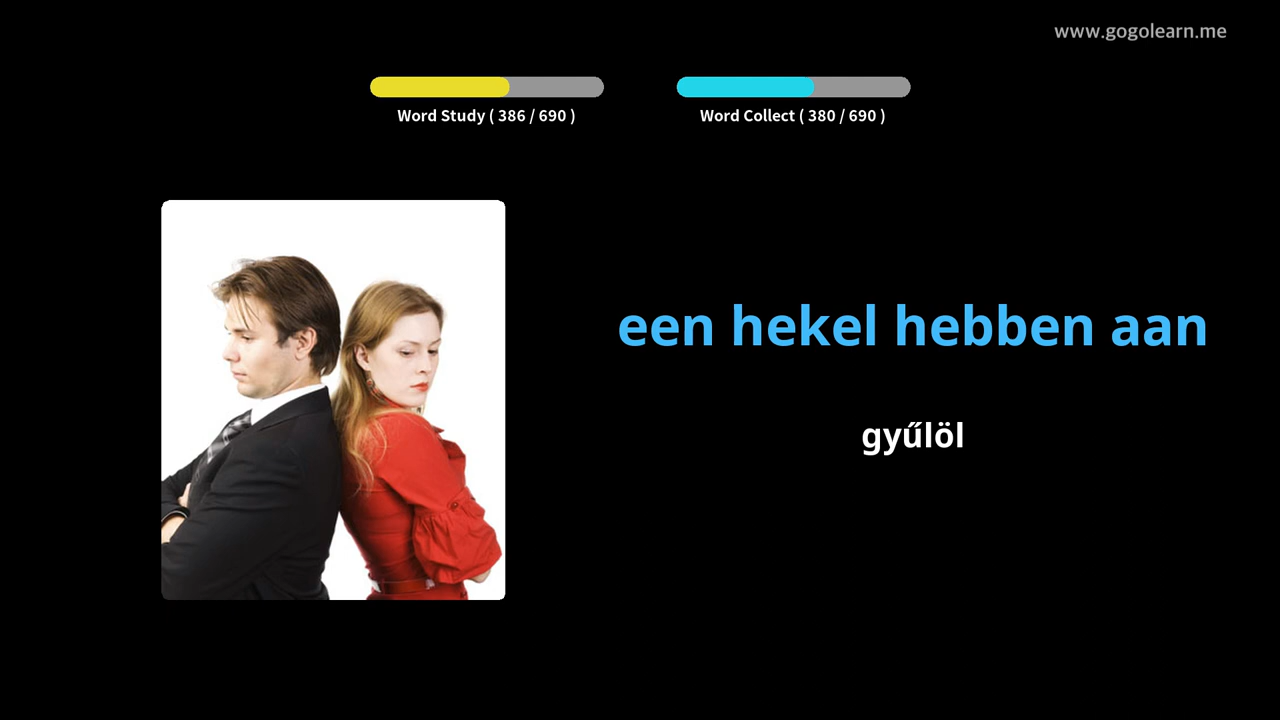 www.gogolearn.me
Word Study ( 386 / 690 )
Word Collect ( 380 / 690 )
een hekel hebben aan
gyűlöl